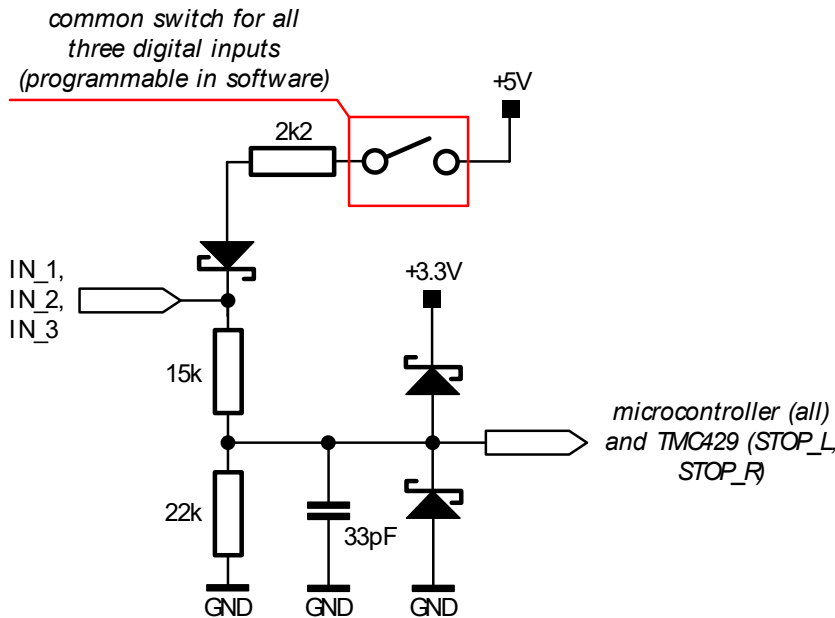 common switch for all
three digital inputs
(programmable in software)
+5V
2k2
IN_1,
IN_2,
IN_3
+3.3V
15k
microcontroller (all)
and TMC429 (STOP_L,
STOP_R)
22k
33pF
GND
GND
GND